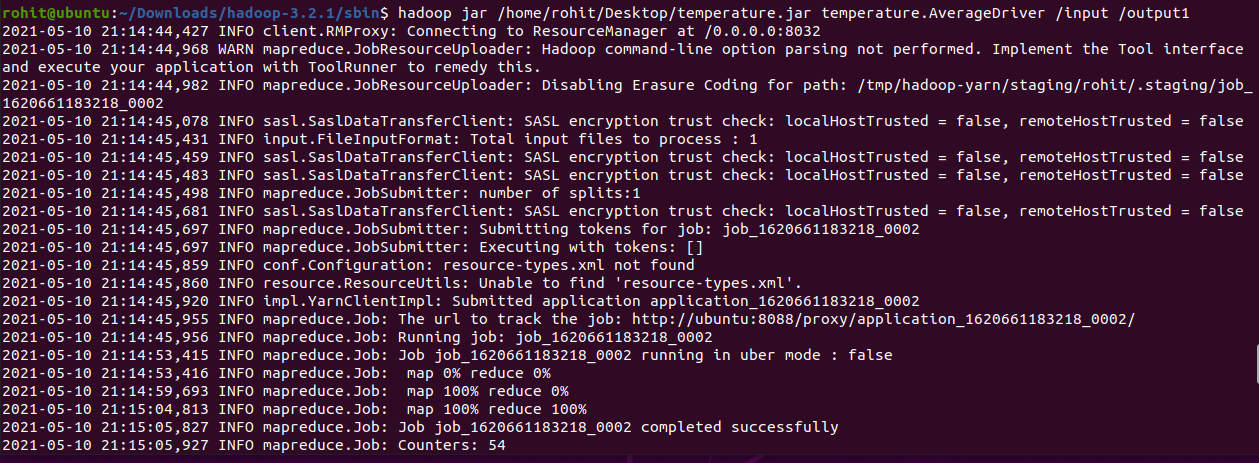 rohit@ubuntu:~/Downloads/hadoop-3.2.1/sbin$ hadoop jar /home/rohit/Desktop/temperature.jar temperature.AverageDriver /input /output1
2021-05-10 21:14:44,427 INFO client.RMProxy: Connecting to ResourceManager at /0.0.0.0:8032
2021-05-10 21:14:44,968 WARN mapreduce.JobResourceUploader: Hadoop command-line option parsing not performed. Implement the Tool interface
and execute your application with ToolRunner to remedy this.
2021-05-10 21:14:44,982 INFO mapreduce.JobResourceUploader: Disabling Erasure Coding for path: /tmp/hadoop-yarn/staging/rohit/.staging/job_
1620661183218_0002
2021-05-10 21:14:45,078 INFO sasl.SaslDataTransferClient: SASL encryption trust check: localHostTrusted = false, remoteHostTrusted = false
2021-05-10 21:14:45,431 INFO input.FileInputFormat: Total input files to process : 1
2021-05-10 21:14:45,459 INFO sasl.SaslDataTransferClient: SASL encryption trust check: localHostTrusted = false, remoteHostTrusted = false
2021-05-10 21:14:45,483 INFO sasl.SaslDataTransferClient: SASL encryption trust check: localHostTrusted = false, remoteHostTrusted = false
2021-05-10 21:14:45,498 INFO mapreduce.JobSubmitter: number of splits:1
2021-05-10 21:14:45,681 INFO sasl.SaslDataTransferClient: SASL encryption trust check: localHostTrusted = false, remoteHostTrusted = false
2021-05-10 21:14:45,697 INFO mapreduce.JobSubmitter: Submitting tokens for job: job_1620661183218_0002
2021-05-10 21:14:45,697 INFO mapreduce.JobSubmitter: Executing with tokens: []
2021-05-10 21:14:45,859 INFO conf.Configuration: resource-types.xml not found
2021-05-10 21:14:45,860 INFO resource.ResourceUtils: Unable to find 'resource-types.xml'.
2021-05-10 21:14:45,920 INFO impl.YarnClientImpl: Submitted application application_1620661183218_0002
2021-05-10 21:14:45,955 INFO mapreduce.Job: The url to track the job: http://ubuntu:8088/proxy/application_1620661183218_0002/
2021-05-10 21:14:45,956 INFO mapreduce.Job: Running job: job_1620661183218_0002
2021-05-10 21:14:53,415 INFO mapreduce.Job: Job job_1620661183218_0002 running in uber mode : false
2021-05-10 21:14:53,416 INFO mapreduce.Job:  map 0% reduce 0%
2021-05-10 21:14:59,693 INFO mapreduce.Job:  map 100% reduce 0%
2021-05-10 21:15:04,813 INFO mapreduce.Job:  map 100% reduce 100%
2021-05-10 21:15:05,827 INFO mapreduce.Job: Job job_1620661183218_0002 completed successfully
2021-05-10 21:15:05,927 INFO mapreduce.Job: Counters: 54